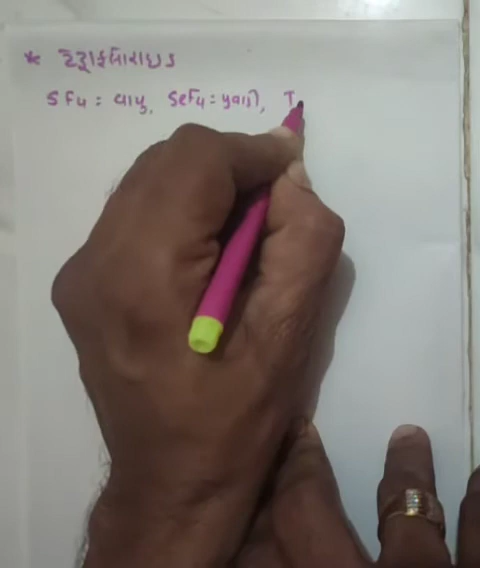 * ટેટ્રાફ્લોરાઇડ
SF4 = વાયુ, SeF4 = પ્રવાહી, T